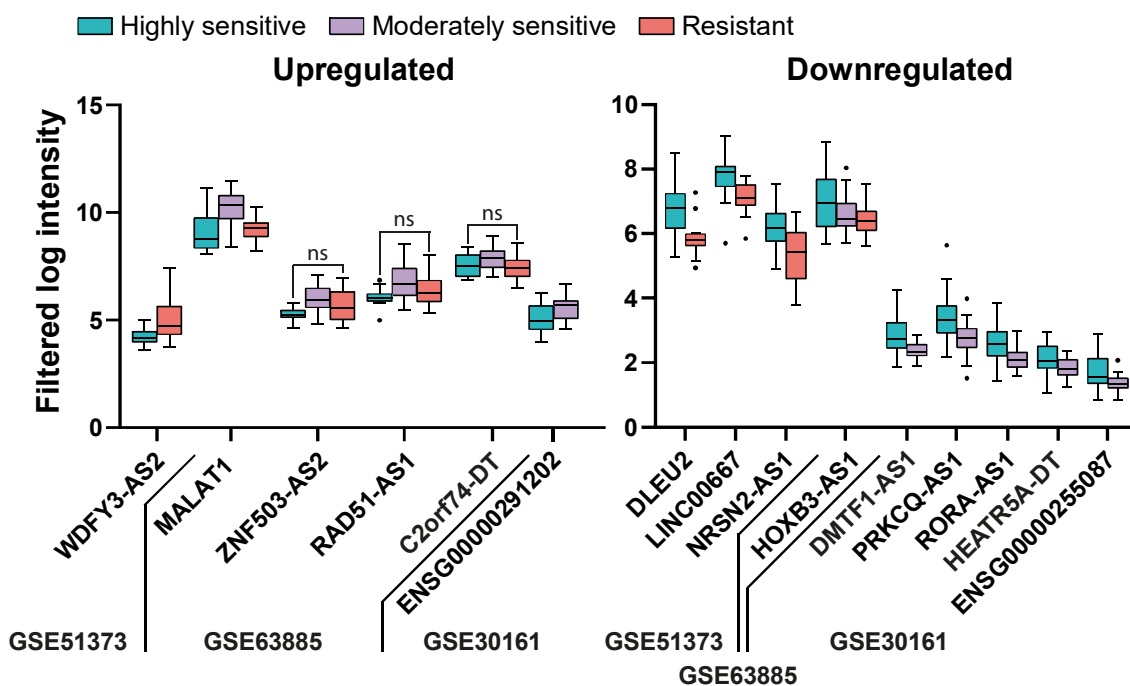 Highly sensitive Moderately sensitive Resistant
Upregulated
Downregulated
Filtered log intensity
15
10
5
0
ns
ns
ns
WDFY3-AS2
MALAT1
ZNF503-AS2
RAD51-AS1
C2orf74-DT
ENSG00000291202
GSE51373
GSE63885
GSE30161
10
8
6
4
2
0
DLEU2
LINC00667
NRSN2-AS1
HOXB3-AS1
DMTF1-AS1
PRKCQ-AS1
RORA-AS1
HEATR5A-DT
ENSG00000255087
GSE51373
GSE63885
GSE30161